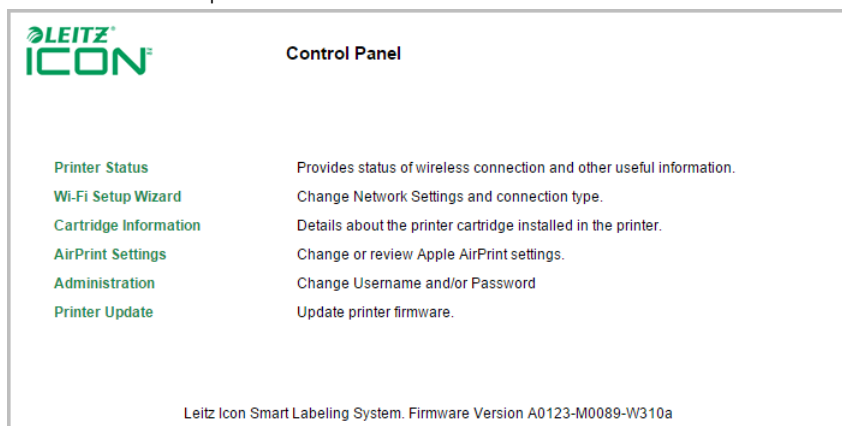 LEITZ®
ICON
Control Panel
Printer Status Provides status of wireless connection and other useful information.
Wi-Fi Setup Wizard Change Network Settings and connection type.
Cartridge Information Details about the printer cartridge installed in the printer.
AirPrint Settings Change or review Apple AirPrint settings.
Administration Change Username and/or Password
Printer Update Update printer firmware.
Leitz Icon Smart Labeling System. Firmware Version A0123-M0089-W310a